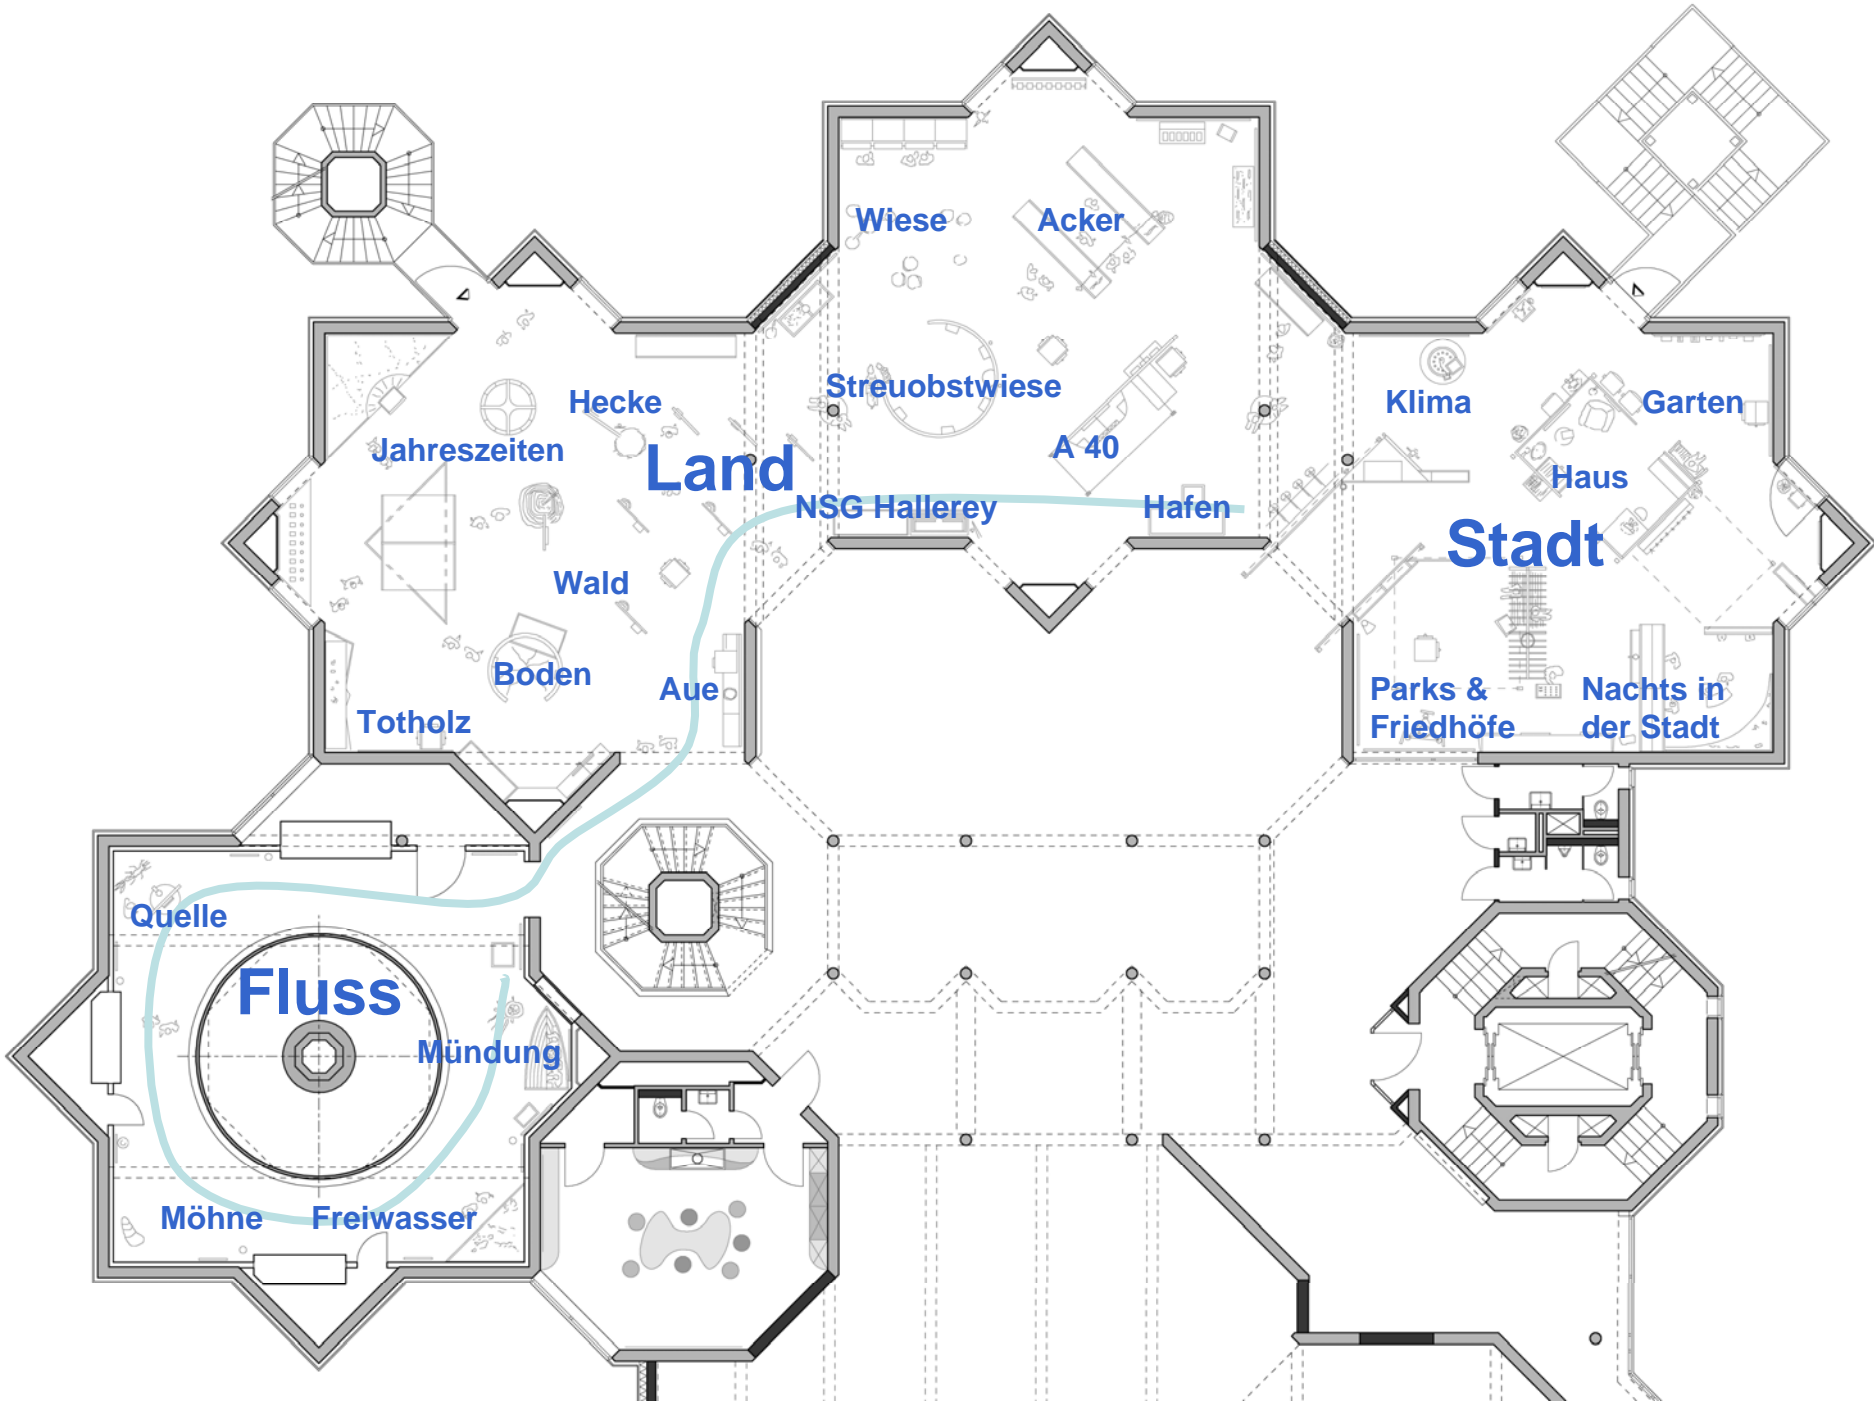 Wiese
Acker
Streuobstwiese
A 40
NSG Hallerey
Hafen
Hecke
Jahreszeiten
Land
Wald
Boden
Aue
Totholz
Klima
Garten
Haus
Stadt
Parks &
Friedhöfe
Nachts in
der Stadt
Quelle
Fluss
Mündung
Möhne
Freiwasser